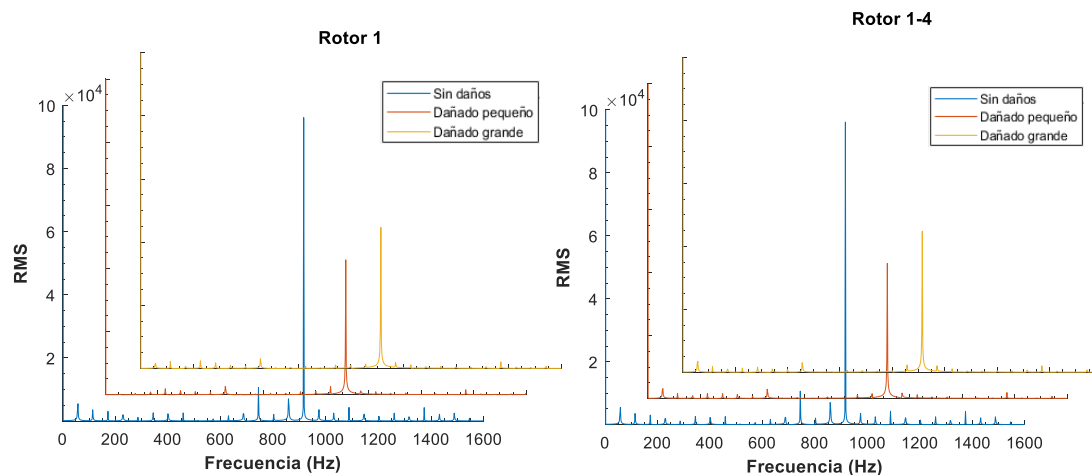 Rotor 1
×10⁴
10
8
6
4
2
0
200
400
600
800
1000
1200
1400
1600
RMS
Frecuencia (Hz)
Sin daños
Dañado pequeño
Dañado grande
Rotor 1-4
×10⁴
10
8
6
4
2
0
0
200
400
600
800
1000
1200
1400
1600
RMS
Frecuencia (Hz)
Sin daños
Dañado pequeño
Dañado grande